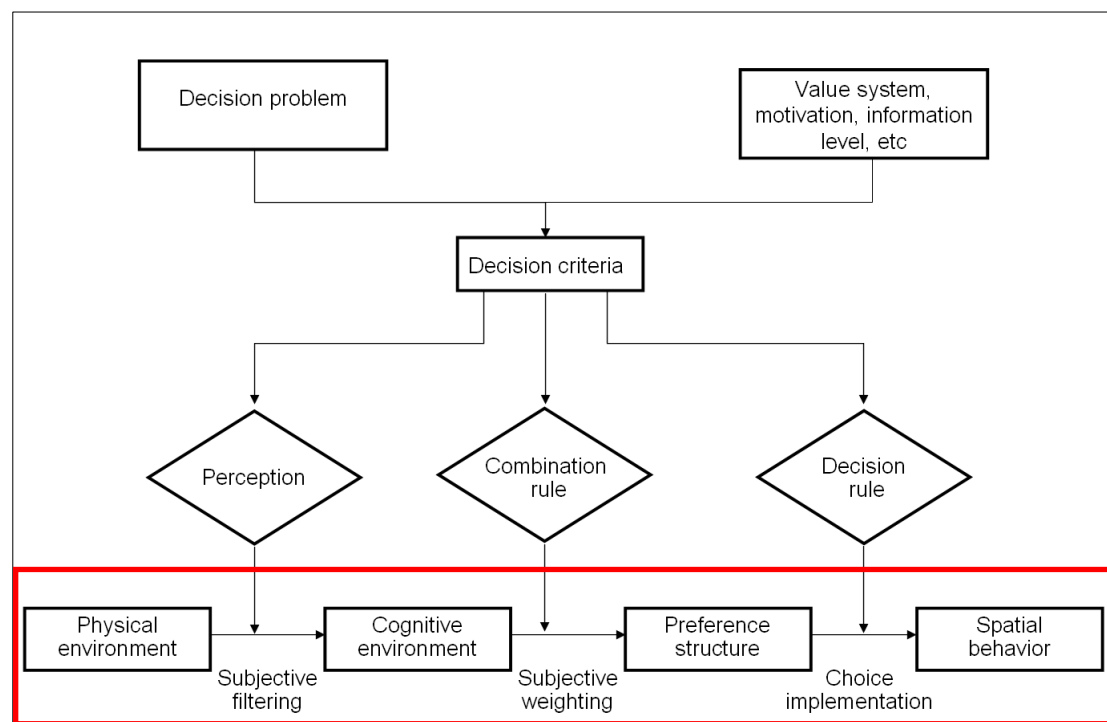 Decision problem
Value system,
motivation, information
level, etc
Decision criteria
Perception
Combination
rule
Decision
rule
Physical
environment
Subjective
filtering
Cognitive
environment
Subjective
weighting
Preference
structure
Choice
implementation
Spatial
behavior